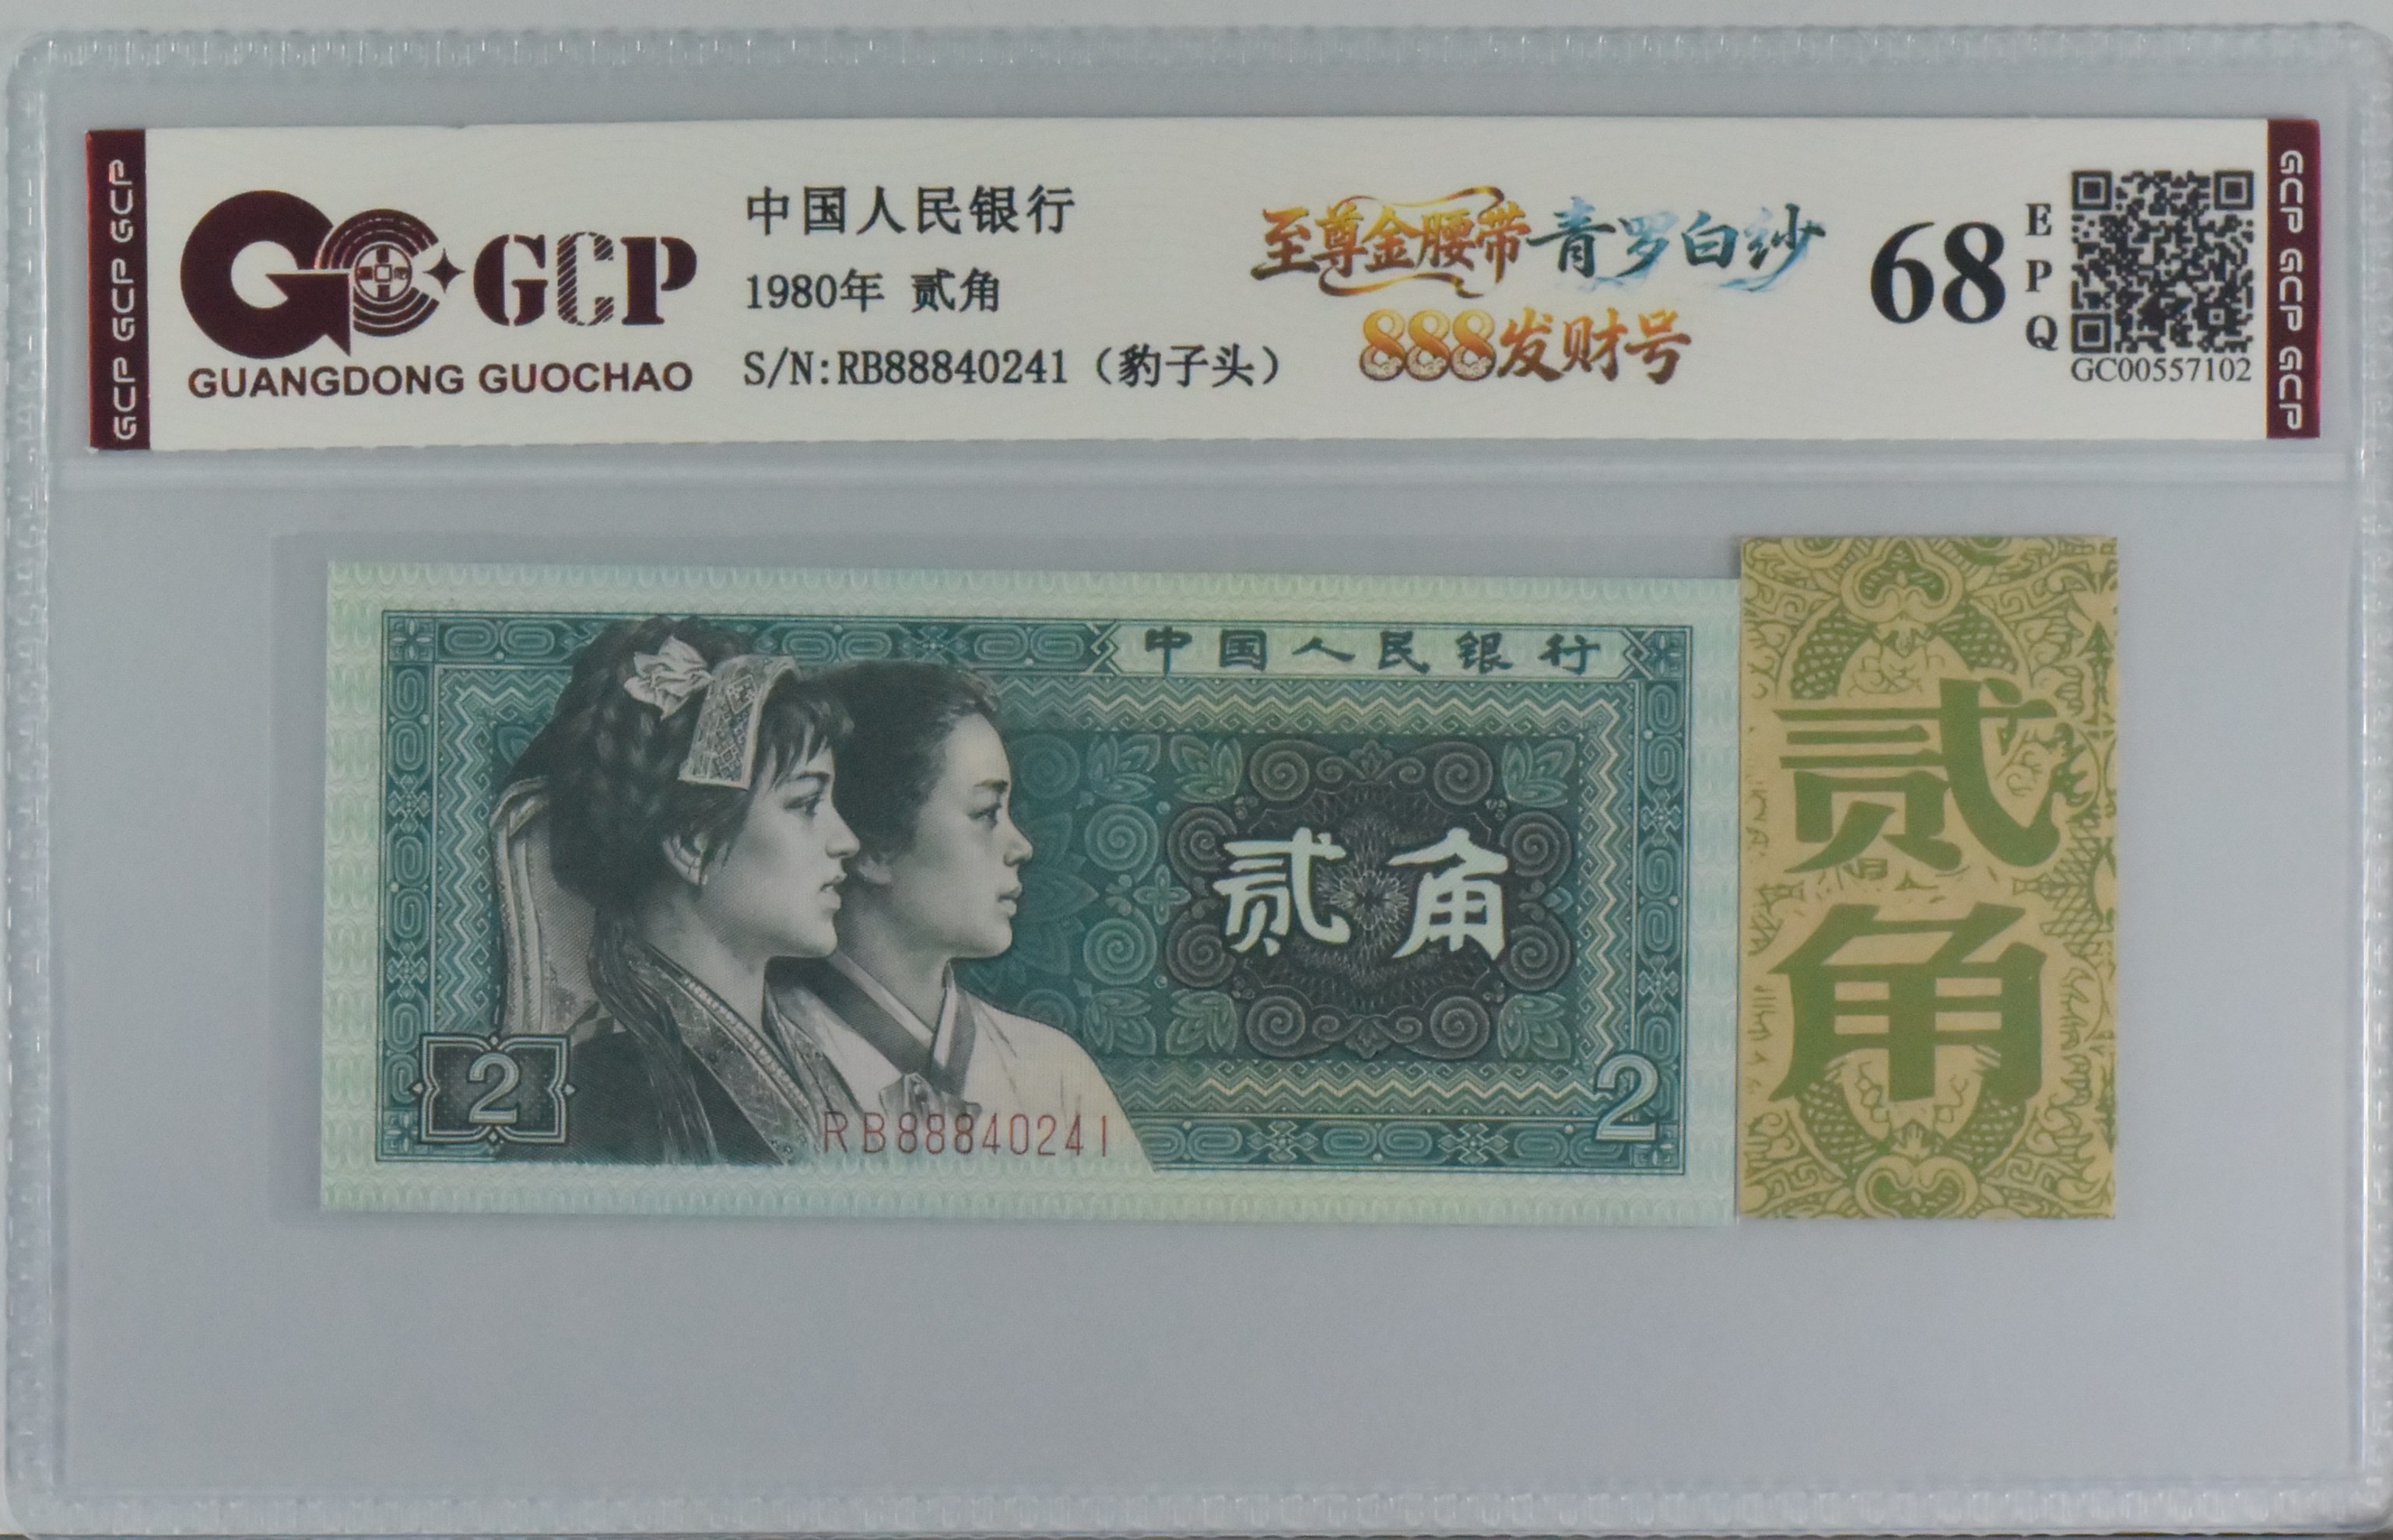 GCP GCP GCP
GCP
GUANGDONG GUOCHAO
中国人民银行
1980年 贰角
S/N:RB88840241（豹子头）
至尊金腰带青罗白纱
888发财号
68
EPQ
GC00557102
GCP GCP GCP
中国人民银行
贰角
2
RB88840241
2
贰角